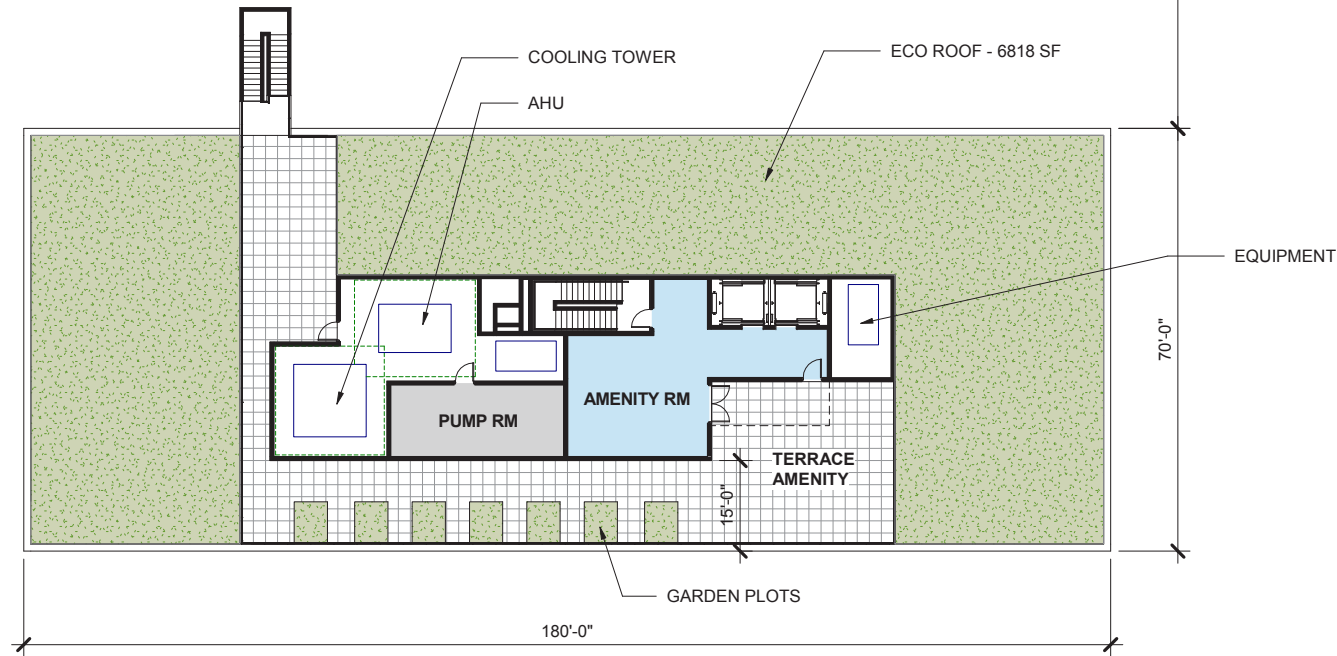 COOLING TOWER
ECO ROOF - 6818 SF
AHU
EQUIPMENT
70'-0"
AMENITY RM
PUMP RM
TERRACE
AMENITY
15'-0"
GARDEN PLOTS
180'-0"